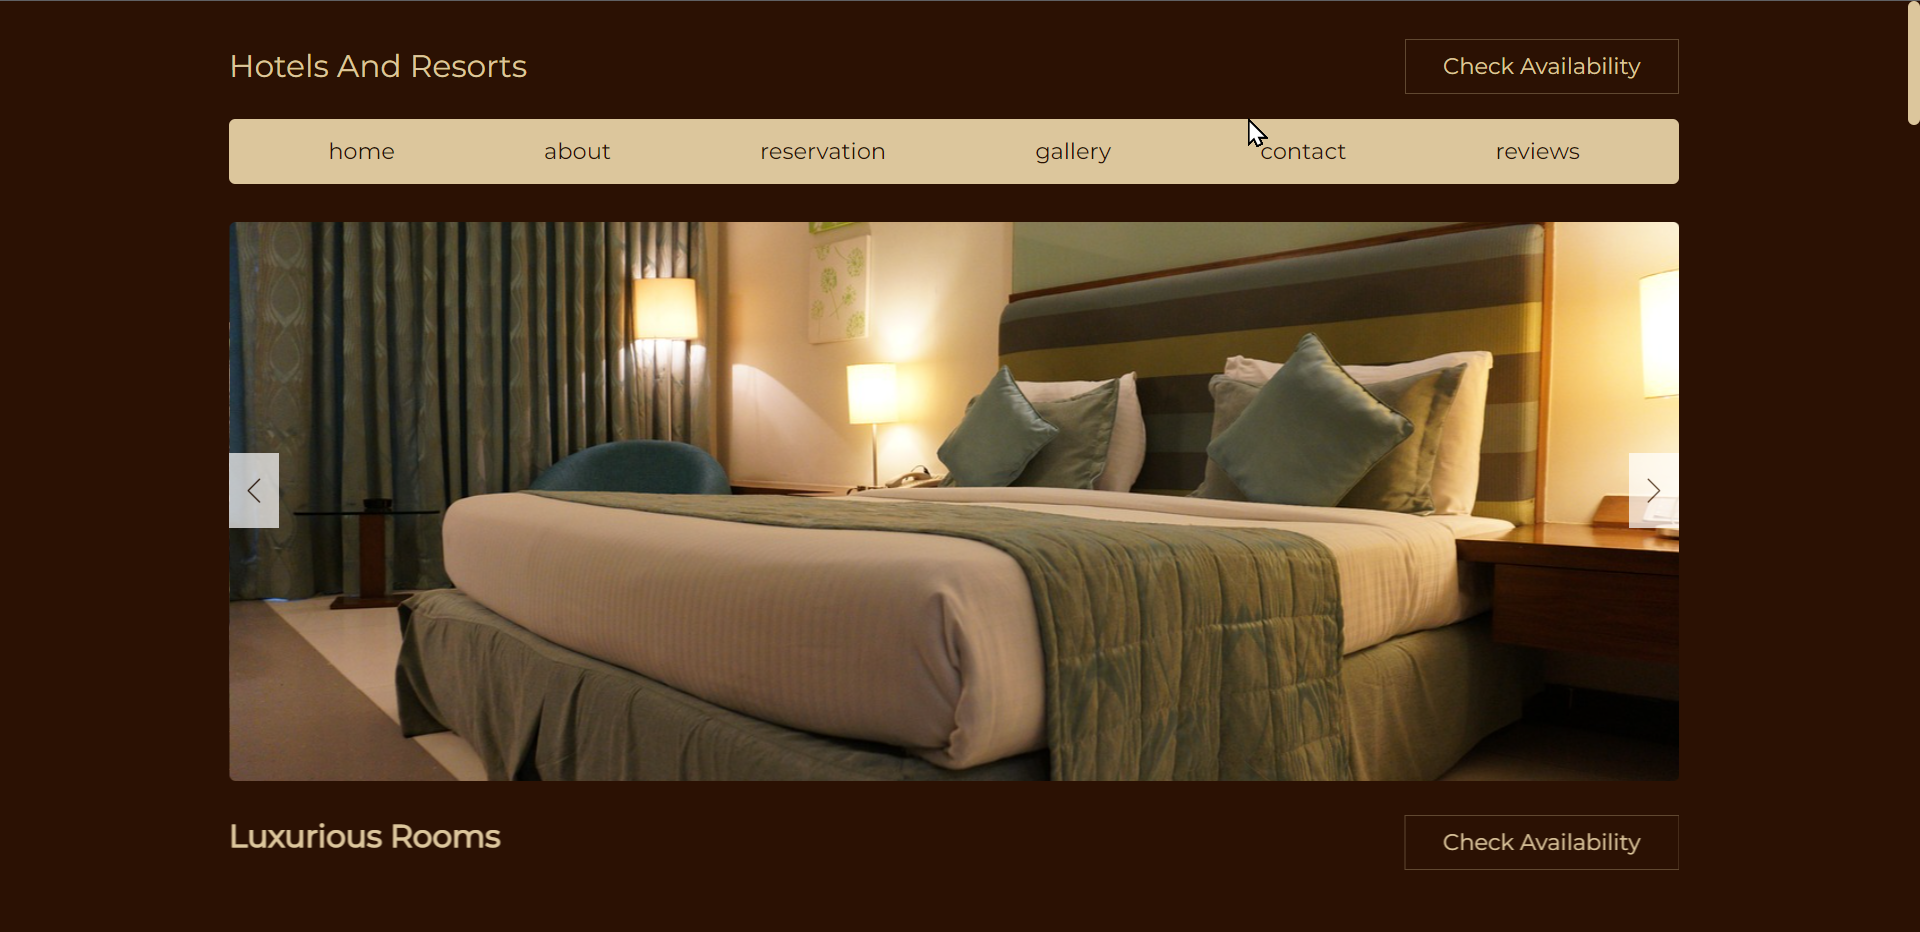 Hotels And Resorts
Check Availability
home about reservation gallery contact reviews
Luxurious Rooms
Check Availability